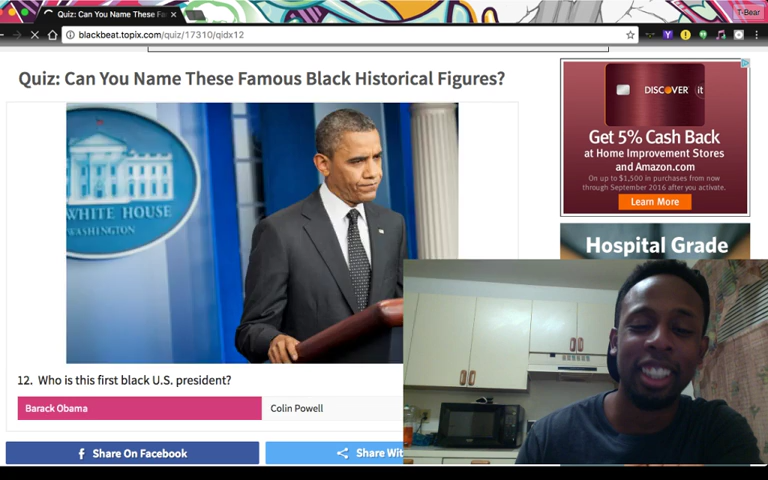 Quiz: Can You Name These Fa
T-Bear
blackbeat.topix.com/quiz/17310/qidx12
Quiz: Can You Name These Famous Black Historical Figures?
WHITE HOUSE
WASHINGTON
DISCOVER it
Get 5% Cash Back
at Home Improvement Stores
and Amazon.com
On up to $1,500 in purchases from now
through September 2016 after you activate.
Learn More
Hospital Grade
12. Who is this first black U.S. president?
Barack Obama
Colin Powell
f Share On Facebook
Share Wit